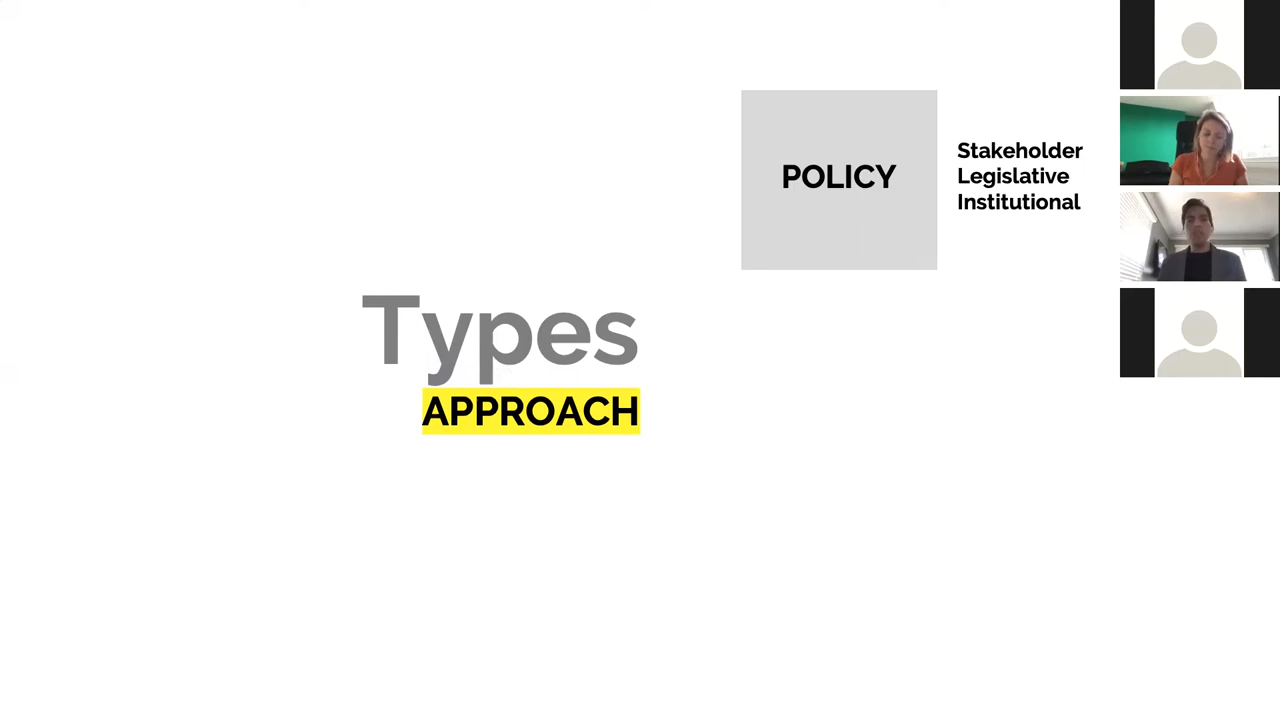 Types
APPROACH
POLICY
Stakeholder
Legislative
Institutional